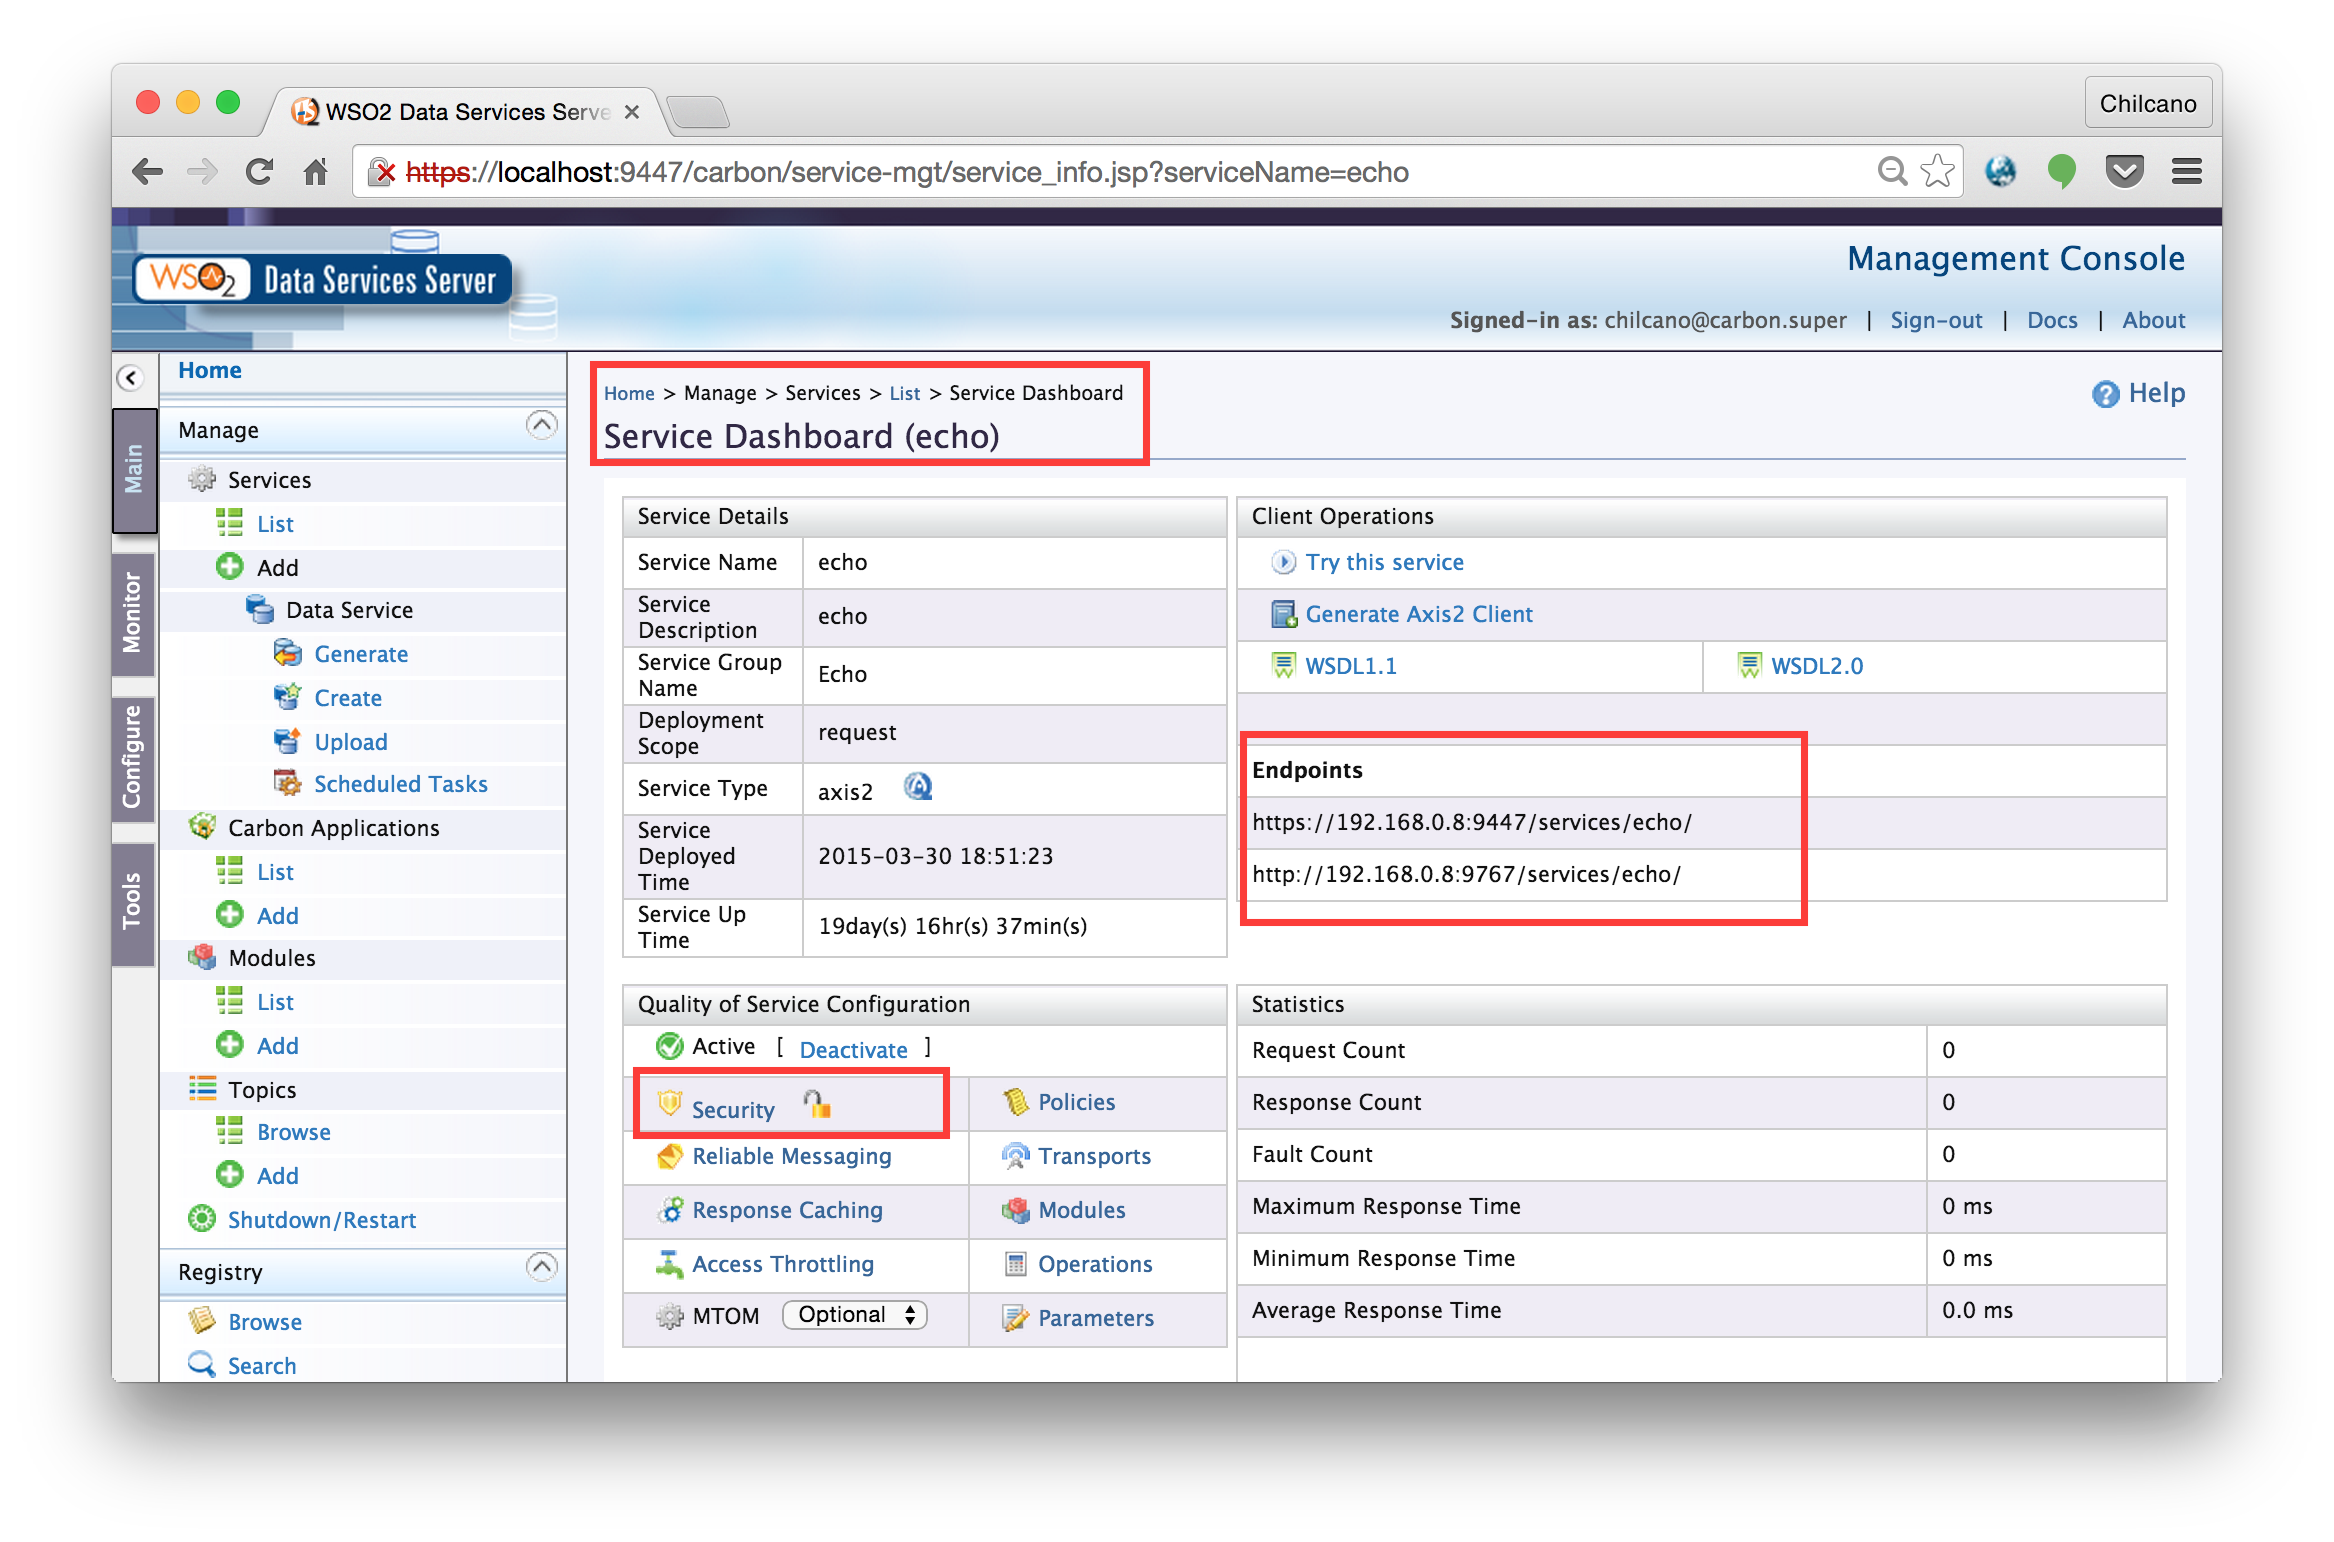 WSO2 Data Services Serve
Chilcano
https://localhost:9447/carbon/service-mgt/service_info.jsp?serviceName=echo
WSO2 Data Services Server
Management Console
Signed-in as: chilcano@carbon.super | Sign-out | Docs | About
Main
Monitor
Configure
Tools
Home
Manage
Services
List
Add
Data Service
Generate
Create
Upload
Scheduled Tasks
Carbon Applications
List
Add
Modules
List
Add
Topics
Browse
Add
Shutdown/Restart
Registry
Browse
Search
Home > Manage > Services > List > Service Dashboard
Help
Service Dashboard (echo)
Service Details
Service Name echo
Service
Description echo
Service Group
Name Echo
Deployment
Scope request
Service Type axis2
Service
Deployed
Time 2015-03-30 18:51:23
Service Up
Time 19day(s) 16hr(s) 37min(s)
Client Operations
Try this service
Generate Axis2 Client
WSDL1.1 WSDL2.0
Endpoints
https://192.168.0.8:9447/services/echo/
http://192.168.0.8:9767/services/echo/
Quality of Service Configuration
Active [ Deactivate ]
Security Policies
Reliable Messaging Transports
Response Caching Modules
Access Throttling Operations
MTOM Optional Parameters
Statistics
Request Count 0
Response Count 0
Fault Count 0
Maximum Response Time 0 ms
Minimum Response Time 0 ms
Average Response Time 0.0 ms